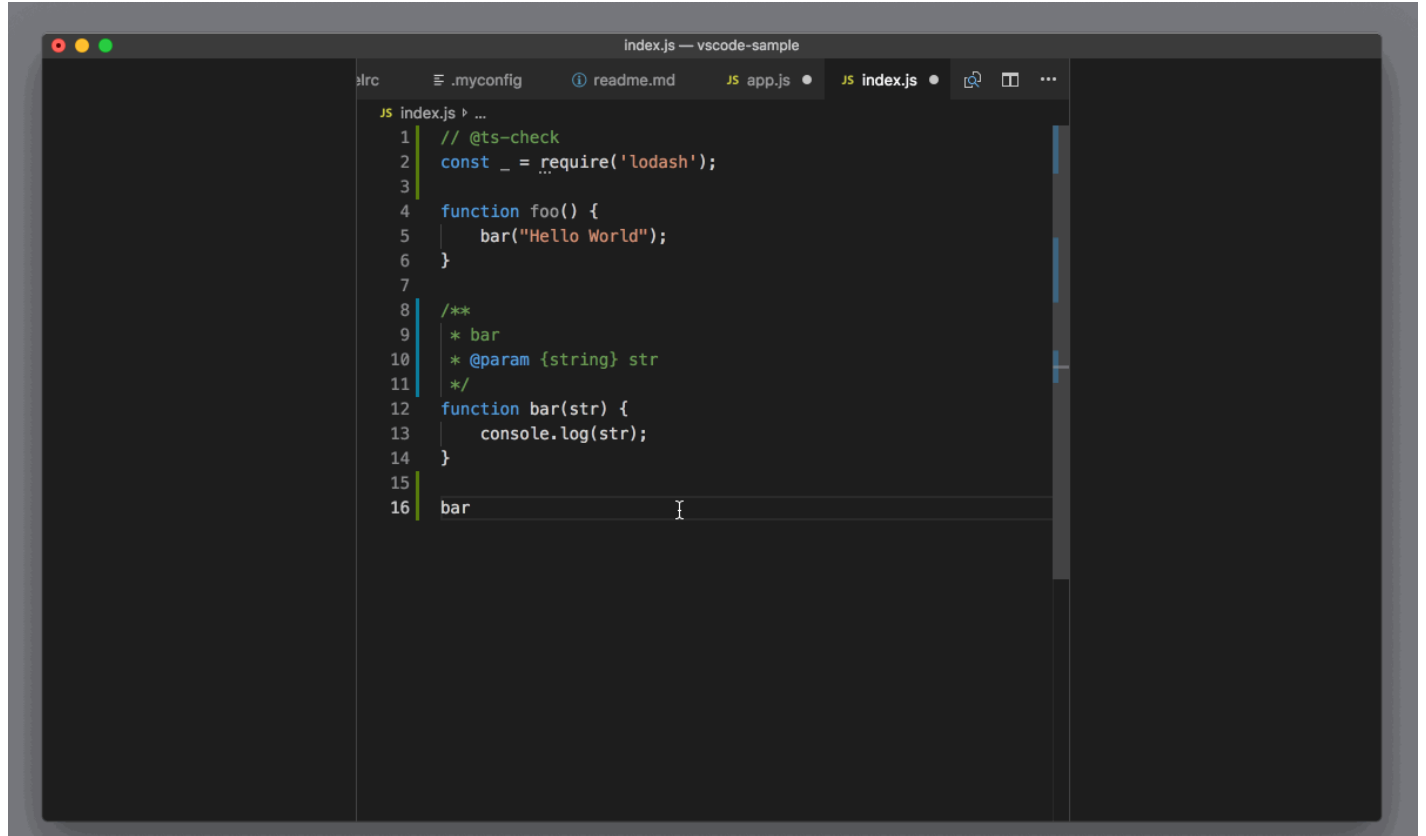 index.js — vscode-sample
elrc .myconfig readme.md JS app.js JS index.js ...
JS index.js ...
1 // @ts-check
2 const _ = require('lodash');
3
4 function foo() {
5     bar("Hello World");
6 }
7
8 /**
9  * bar
10  * @param {string} str
11  */
12 function bar(str) {
13     console.log(str);
14 }
15
16 bar